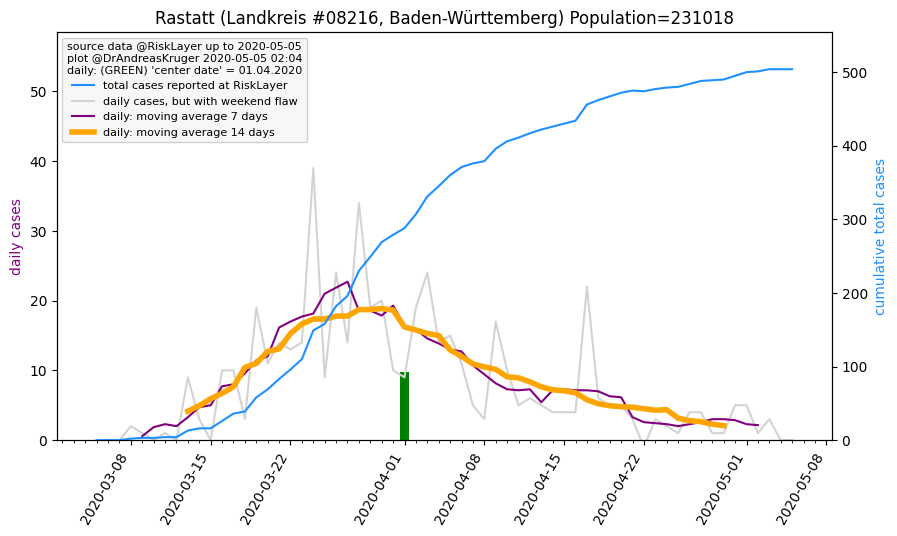 Rastatt (Landkreis #08216, Baden-Württemberg) Population=231018
source data @RiskLayer up to 2020-05-05
plot @DrAndreasKruger 2020-05-05 02:04
daily: (GREEN) 'center date' = 01.04.2020
total cases reported at RiskLayer
daily cases, but with weekend flaw
daily: moving average 7 days
daily: moving average 14 days
daily cases
0
10
20
30
40
50
cumulative total cases
0
100
200
300
400
500
2020-03-08
2020-03-15
2020-03-22
2020-04-01
2020-04-08
2020-04-15
2020-04-22
2020-05-01
2020-05-08